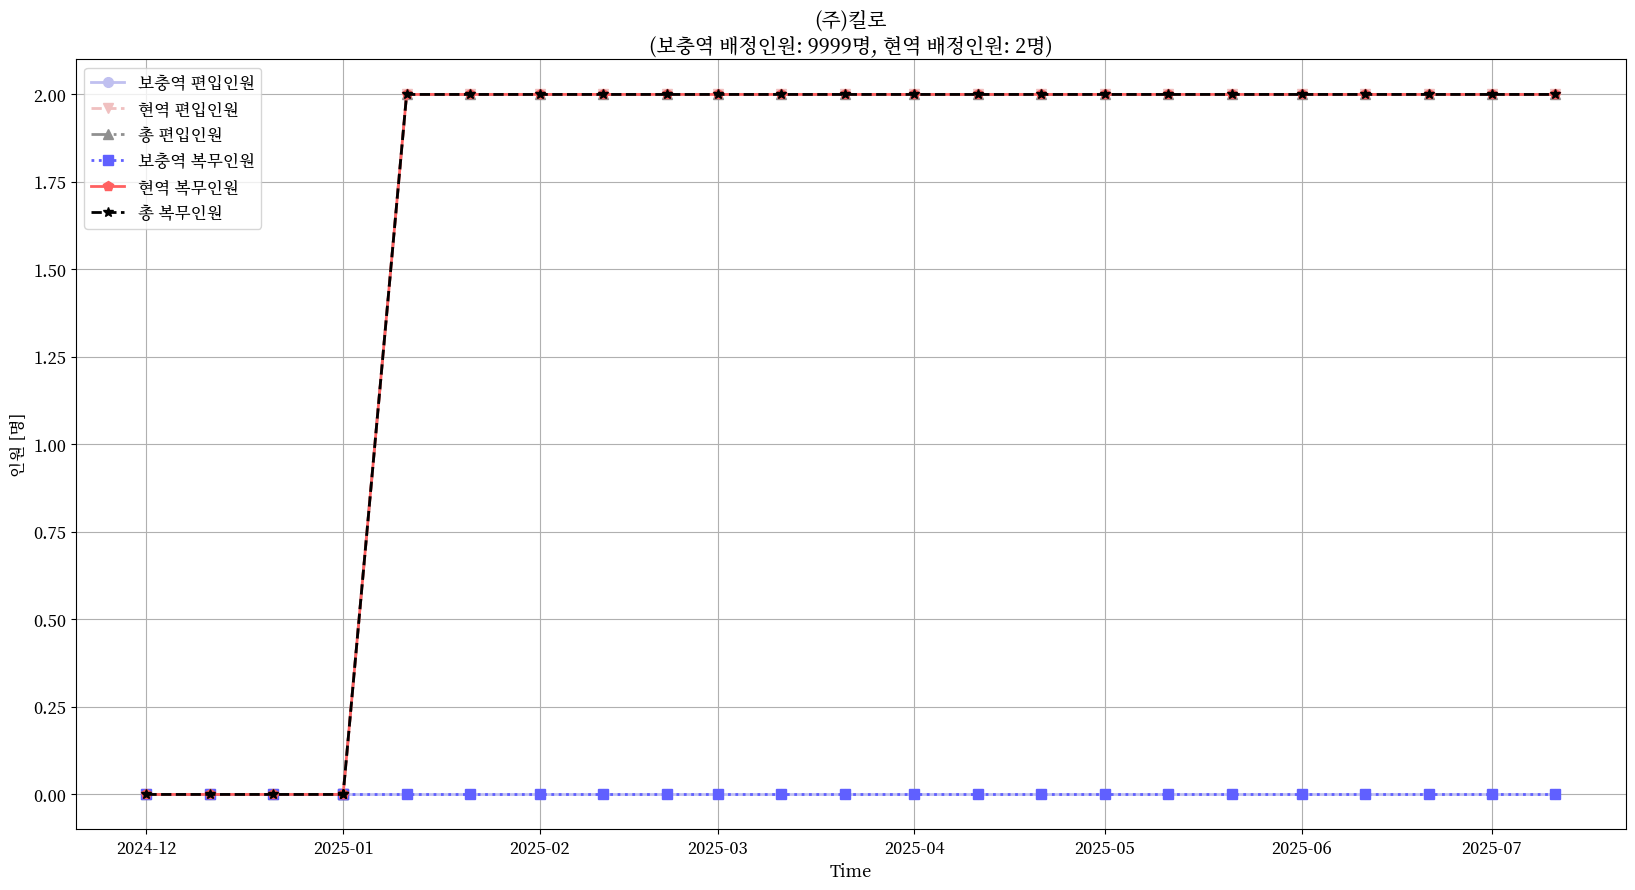 (주)킬로
(보충역 배정인원: 9999명, 현역 배정인원: 2명)
보충역 편입인원
현역 편입인원
총 편입인원
보충역 복무인원
현역 복무인원
총 복무인원
인원 [명]
2.00
1.75
1.50
1.25
1.00
0.75
0.50
0.25
0.00
2024-12 2025-01 2025-02 2025-03 2025-04 2025-05 2025-06 2025-07
Time